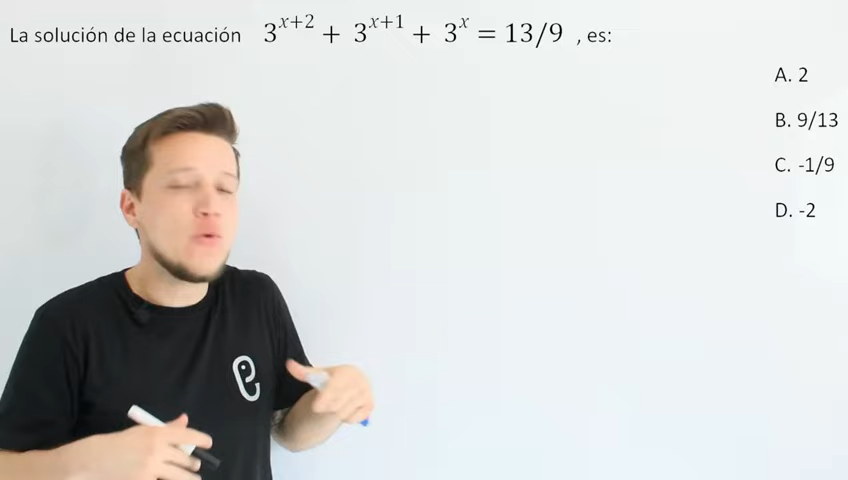 La solución de la ecuación 3^{x+2} + 3^{x+1} + 3^x = 13/9 , es:
A. 2
B. 9/13
C. -1/9
D. -2